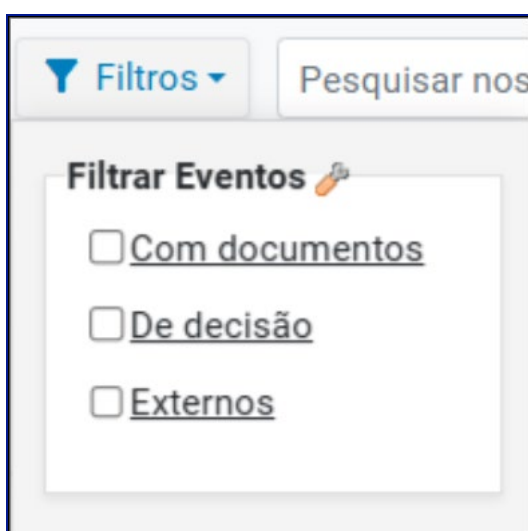 Filtros
Pesquisar nos
Filtrar Eventos
Com documentos
De decisão
Externos